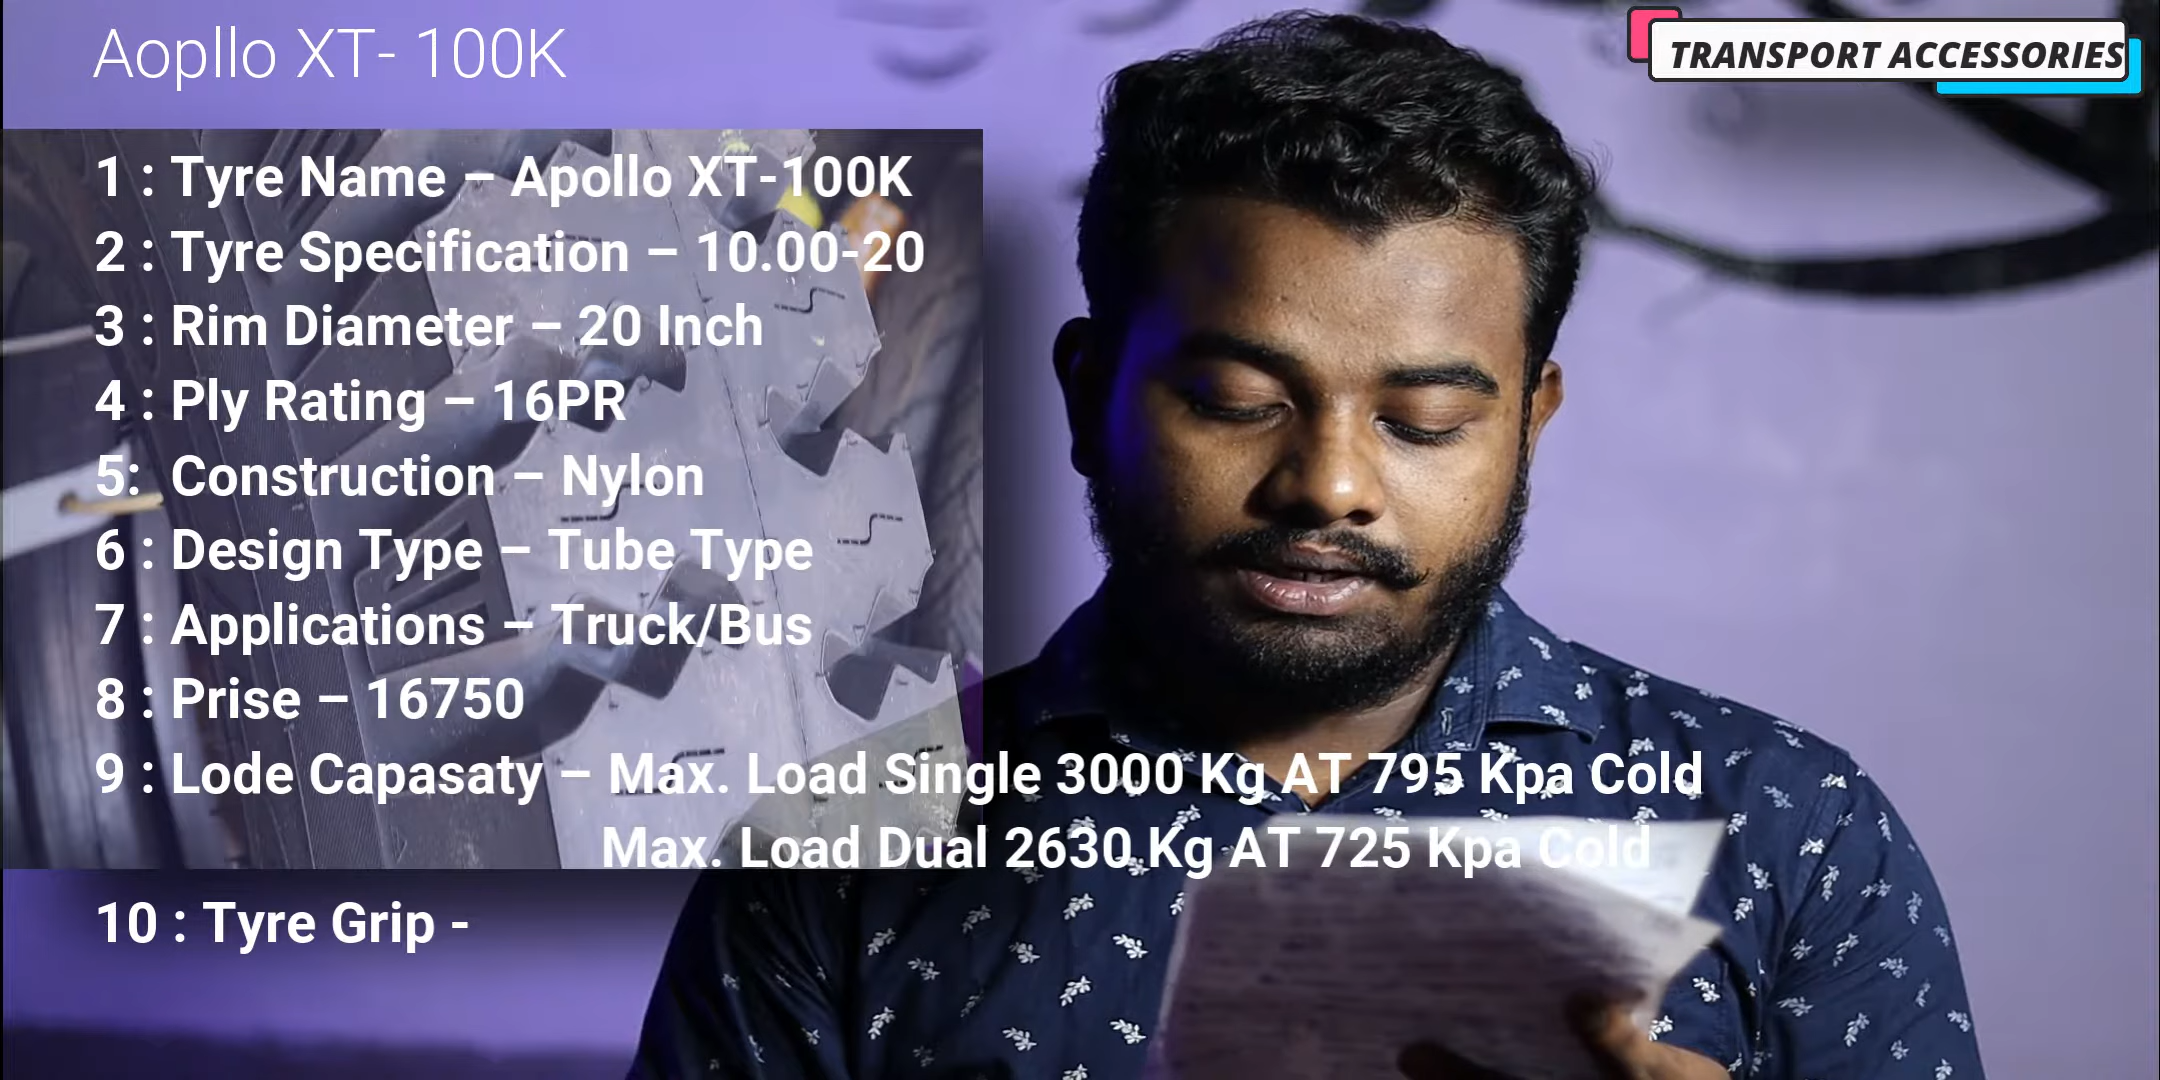 Aopllo XT- 100K
TRANSPORT ACCESSORIES
1 : Tyre Name – Apollo XT-100K
2 : Tyre Specification – 10.00-20
3 : Rim Diameter – 20 Inch
4 : Ply Rating – 16PR
5: Construction – Nylon
6 : Design Type – Tube Type
7 : Applications – Truck/Bus
8 : Prise – 16750
9 : Lode Capasaty – Max. Load Single 3000 Kg AT 795 Kpa Cold
Max. Load Dual 2630 Kg AT 725 Kpa Cold
10 : Tyre Grip -